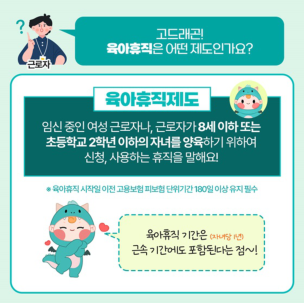 ?
고드래곤!
육아휴직은 어떤 제도인가요?
근로자
육아휴직제도
임신 중인 여성 근로자나, 근로자가 8세 이하 또는
초등학교 2학년 이하의 자녀를 양육하기 위하여
신청, 사용하는 휴직을 말해요!
※ 육아휴직 시작일 이전 고용보험 피보험 단위기간 180일 이상 유지 필수
육아휴직 기간은 (자녀당 1년)
근속 기간에도 포함된다는 점~!